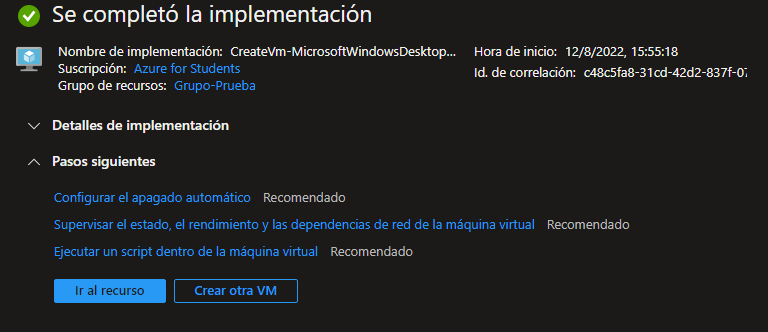 Se completó la implementación
Nombre de implementación: CreateVm-MicrosoftWindowsDesktop... Hora de inicio: 12/8/2022, 15:55:18
Suscripción: Azure for Students Id. de correlación: c48c5fa8-31cd-42d2-837f-07
Grupo de recursos: Grupo-Prueba
Detalles de implementación
Pasos siguientes
Configurar el apagado automático Recomendado
Supervisar el estado, el rendimiento y las dependencias de red de la máquina virtual Recomendado
Ejecutar un script dentro de la máquina virtual Recomendado
Ir al recurso Crear otra VM